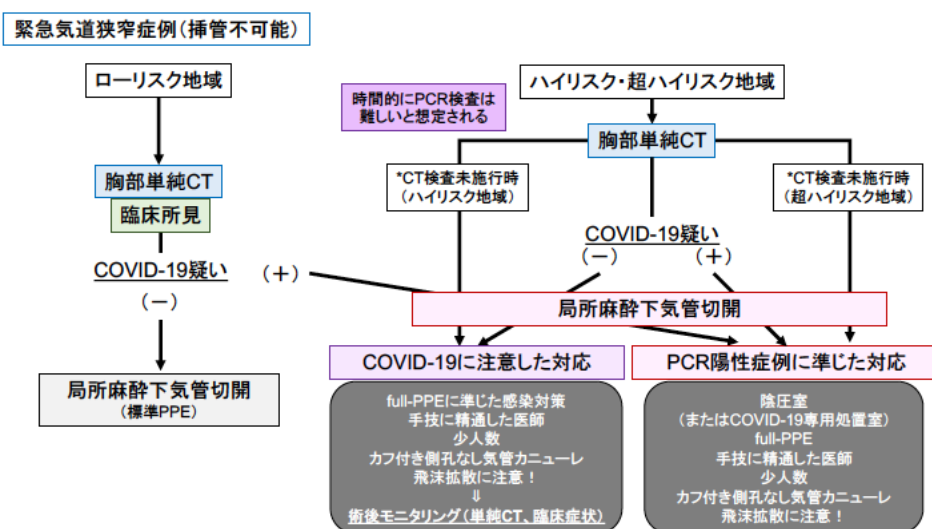 緊急気道狭窄症例(挿管不可能)
ローリスク地域
胸部単純CT
臨床所見
COVID-19疑い
(－)
(＋)
局所麻酔下気管切開
(標準PPE)
時間的にPCR検査は
難しいと想定される
ハイリスク・超ハイリスク地域
胸部単純CT
*CT検査未施行時
(ハイリスク地域)
*CT検査未施行時
(超ハイリスク地域)
COVID-19疑い
(－) (＋)
局所麻酔下気管切開
COVID-19に注意した対応
full-PPEに準じた感染対策
手技に精通した医師
少人数
カフ付き側孔なし気管カニューレ
飛沫拡散に注意！
⇓
術後モニタリング(単純CT、臨床症状)
PCR陽性症例に準じた対応
陰圧室
(またはCOVID-19専用処置室)
full-PPE
手技に精通した医師
少人数
カフ付き側孔なし気管カニューレ
飛沫拡散に注意！